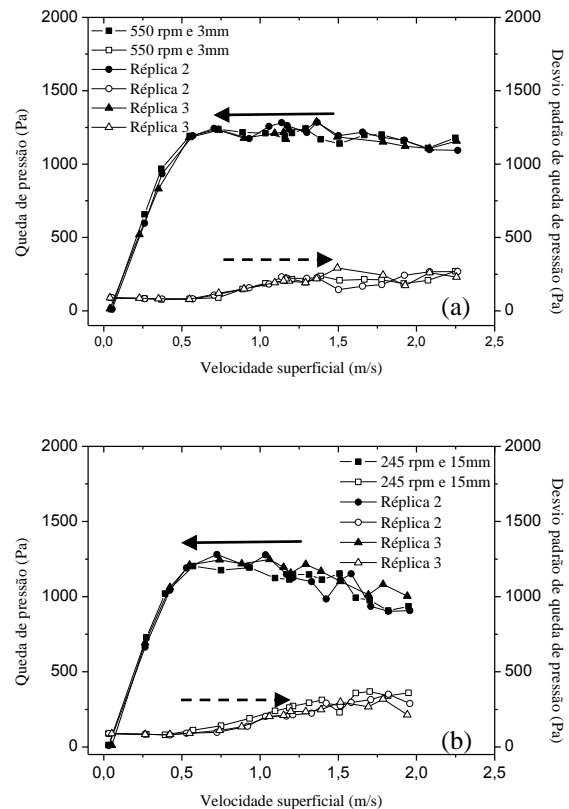 2000
1500
1000
500
0
Queda de pressão (Pa)
550 rpm e 3mm
550 rpm e 3mm
Réplica 2
Réplica 2
Réplica 3
Réplica 3
2000
1500
1000
500
0
Desvio padrão de queda de pressão (Pa)
(a)
0,0 0,5 1,0 1,5 2,0 2,5
Velocidade superficial (m/s)
2000
1500
1000
500
0
Queda de pressão (Pa)
245 rpm e 15mm
245 rpm e 15mm
Réplica 2
Réplica 2
Réplica 3
Réplica 3
2000
1500
1000
500
0
Desvio padrão de queda de pressão (Pa)
(b)
0,0 0,5 1,0 1,5 2,0 2,5
Velocidade superficial (m/s)